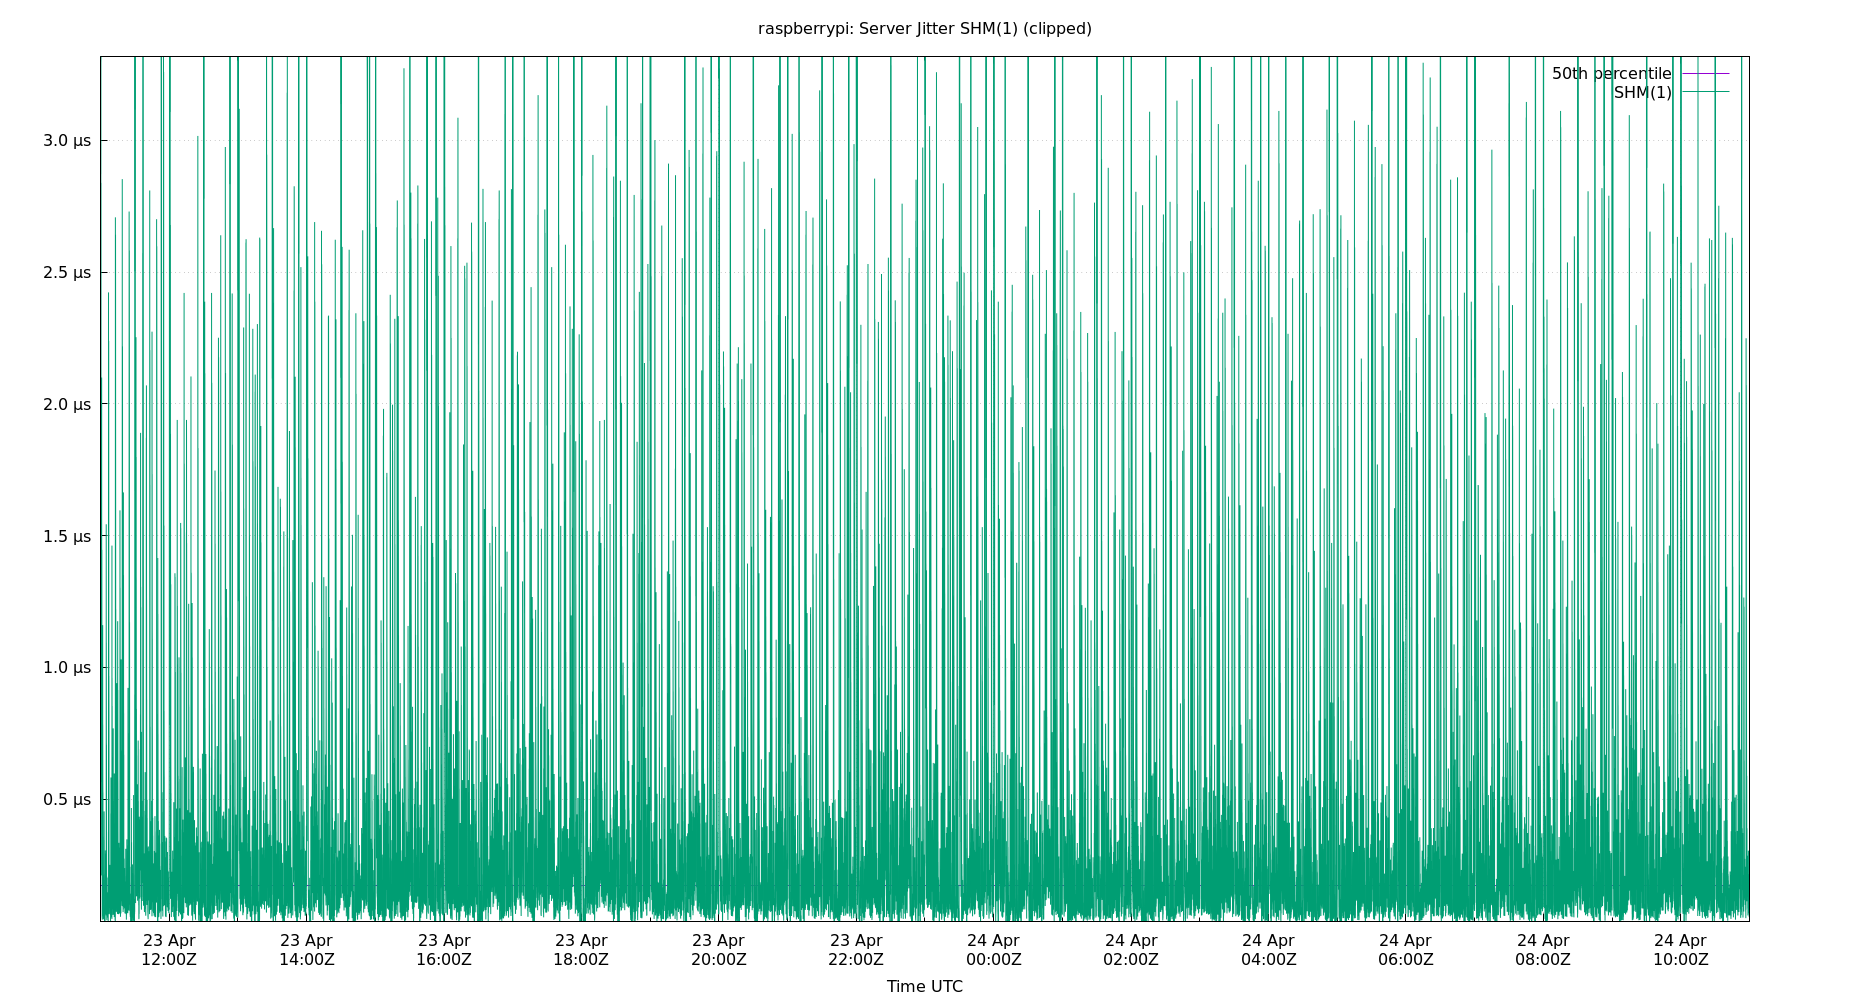 raspberrypi: Server Jitter SHM(1) (clipped)
50th percentile
SHM(1)
3.0 µs
2.5 µs
2.0 µs
1.5 µs
1.0 µs
0.5 µs
23 Apr 23 Apr 23 Apr 23 Apr 23 Apr 23 Apr 24 Apr 24 Apr 24 Apr 24 Apr 24 Apr 24 Apr
12:00Z 14:00Z 16:00Z 18:00Z 20:00Z 22:00Z 00:00Z 02:00Z 04:00Z 06:00Z 08:00Z 10:00Z
Time UTC